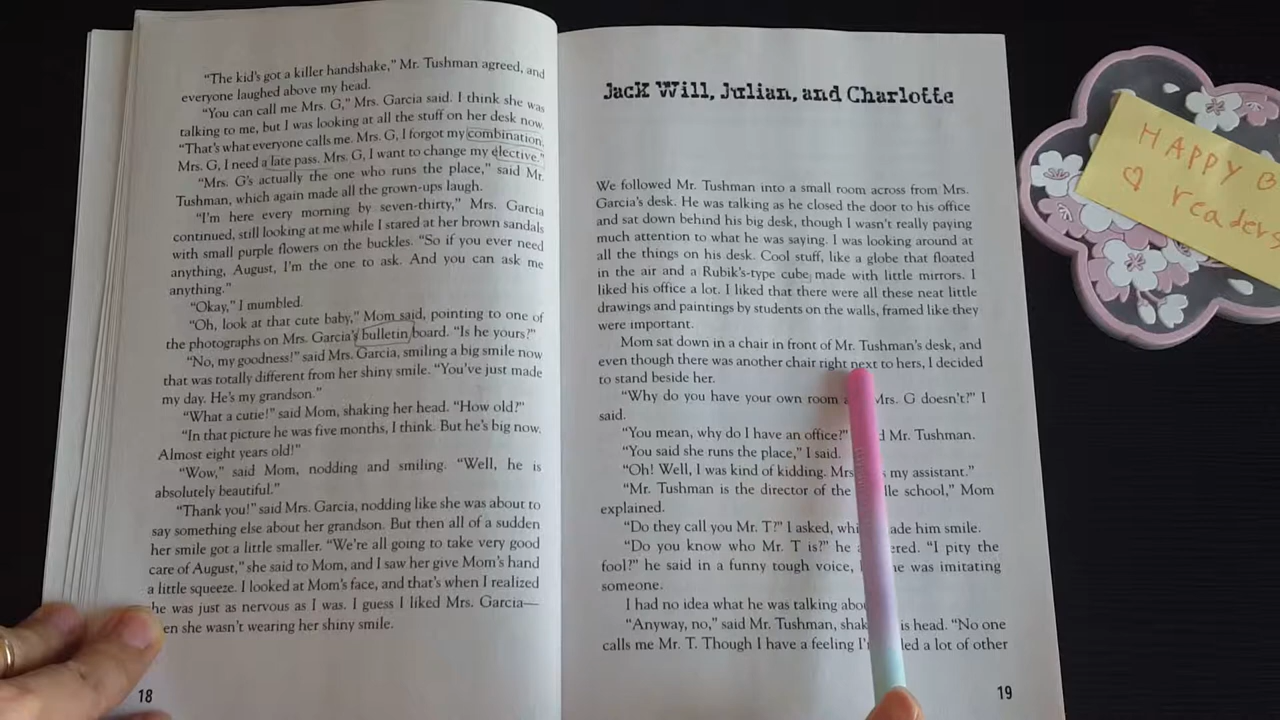 “The kid’s got a killer handshake,” Mr. Tushman agreed, and
everyone laughed above my head.
“You can call me Mrs. G,” Mrs. Garcia said. I think she was
talking to me, but I was looking at all the stuff on her desk now.
“That’s what everyone calls me. Mrs. G, I forgot my combination.
Mrs. G, I need a late pass. Mrs. G, I want to change my elective.”
“Mrs. G’s actually the one who runs the place,” said Mr.
Tushman, which again made all the grown-ups laugh.
“I’m here every morning by seven-thirty,” Mrs. Garcia
continued, still looking at me while I stared at her brown sandals
with small purple flowers on the buckles. “So if you ever need
anything, August, I’m the one to ask. And you can ask me
anything.”
“Okay,” I mumbled.
“Oh, look at that cute baby,” Mom said, pointing to one of
the photographs on Mrs. Garcia’s bulletin board. “Is he yours?”
“No, my goodness!” said Mrs. Garcia, smiling a big smile now
that was totally different from her shiny smile. “You’ve just made
my day. He’s my grandson.”
“What a cutie!” said Mom, shaking her head. “How old?”
“In that picture he was five months, I think. But he’s big now.
Almost eight years old!”
“Wow,” said Mom, nodding and smiling. “Well, he is
absolutely beautiful.”
“Thank you!” said Mrs. Garcia, nodding like she was about to
say something else about her grandson. But then all of a sudden
her smile got a little smaller. “We’re all going to take very good
care of August,” she said to Mom, and I saw her give Mom’s hand
a little squeeze. I looked at Mom’s face, and that’s when I realized
she was just as nervous as I was. I guess I liked Mrs. Garcia—
when she wasn’t wearing her shiny smile.
18
Jack Will, Julian, and Charlotte
We followed Mr. Tushman into a small room across from Mrs.
Garcia’s desk. He was talking as he closed the door to his office
and sat down behind his big desk, though I wasn’t really paying
much attention to what he was saying. I was looking around at
all the things on his desk. Cool stuff, like a globe that floated
in the air and a Rubik’s-type cube made with little mirrors. I
liked his office a lot. I liked that there were all these neat little
drawings and paintings by students on the walls, framed like they
were important.
Mom sat down in a chair in front of Mr. Tushman’s desk, and
even though there was another chair right next to hers, I decided
to stand beside her.
“Why do you have your own room Mrs. G doesn’t?” I
said.
“You mean, why do I have an office?” Mr. Tushman.
“You said she runs the place,” I said.
“Oh! Well, I was kind of kidding. Mrs my assistant.”
“Mr. Tushman is the director of the school,” Mom
explained.
“Do they call you Mr. T?” I asked, him smile.
“Do you know who Mr. T is?” he “I pity the
fool?” he said in a funny tough voice, he was imitating
someone.
I had no idea what he was talking
“Anyway, no,” said Mr. Tushman, his head. “No one
calls me Mr. T. Though I have a feeling a lot of other
19
HAPPY
♡ readers